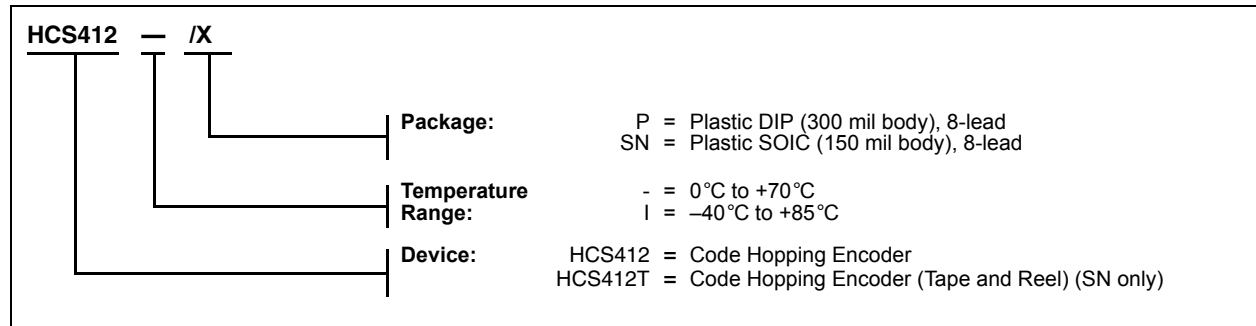 HCS412 — /X
Package: P = Plastic DIP (300 mil body), 8-lead
SN = Plastic SOIC (150 mil body), 8-lead
Temperature - = 0°C to +70°C
Range: I = –40°C to +85°C
Device: HCS412 = Code Hopping Encoder
HCS412T = Code Hopping Encoder (Tape and Reel) (SN only)